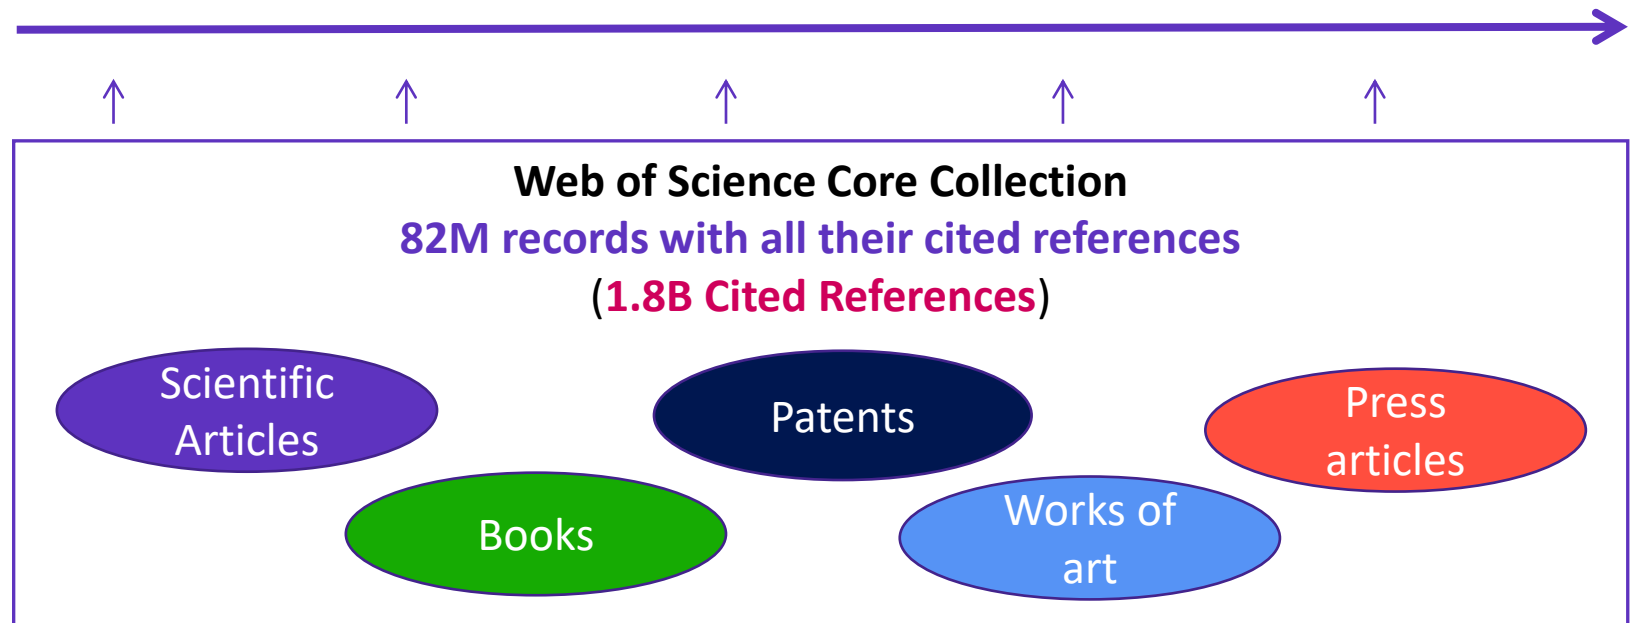 Web of Science Core Collection
82M records with all their cited references
(1.8B Cited References)
Scientific
Articles
Patents
Press
articles
Books
Works of
art